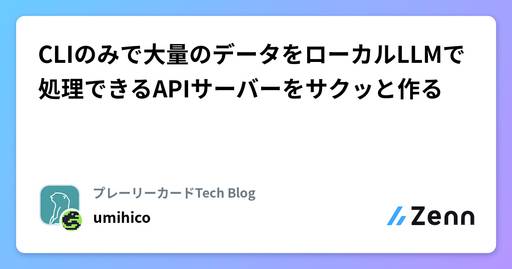 CLIのみで大量のデータをローカルLLMで
処理できるAPIサーバーをサクッと作る
プレーリーカードTech Blog
umihico
Zenn